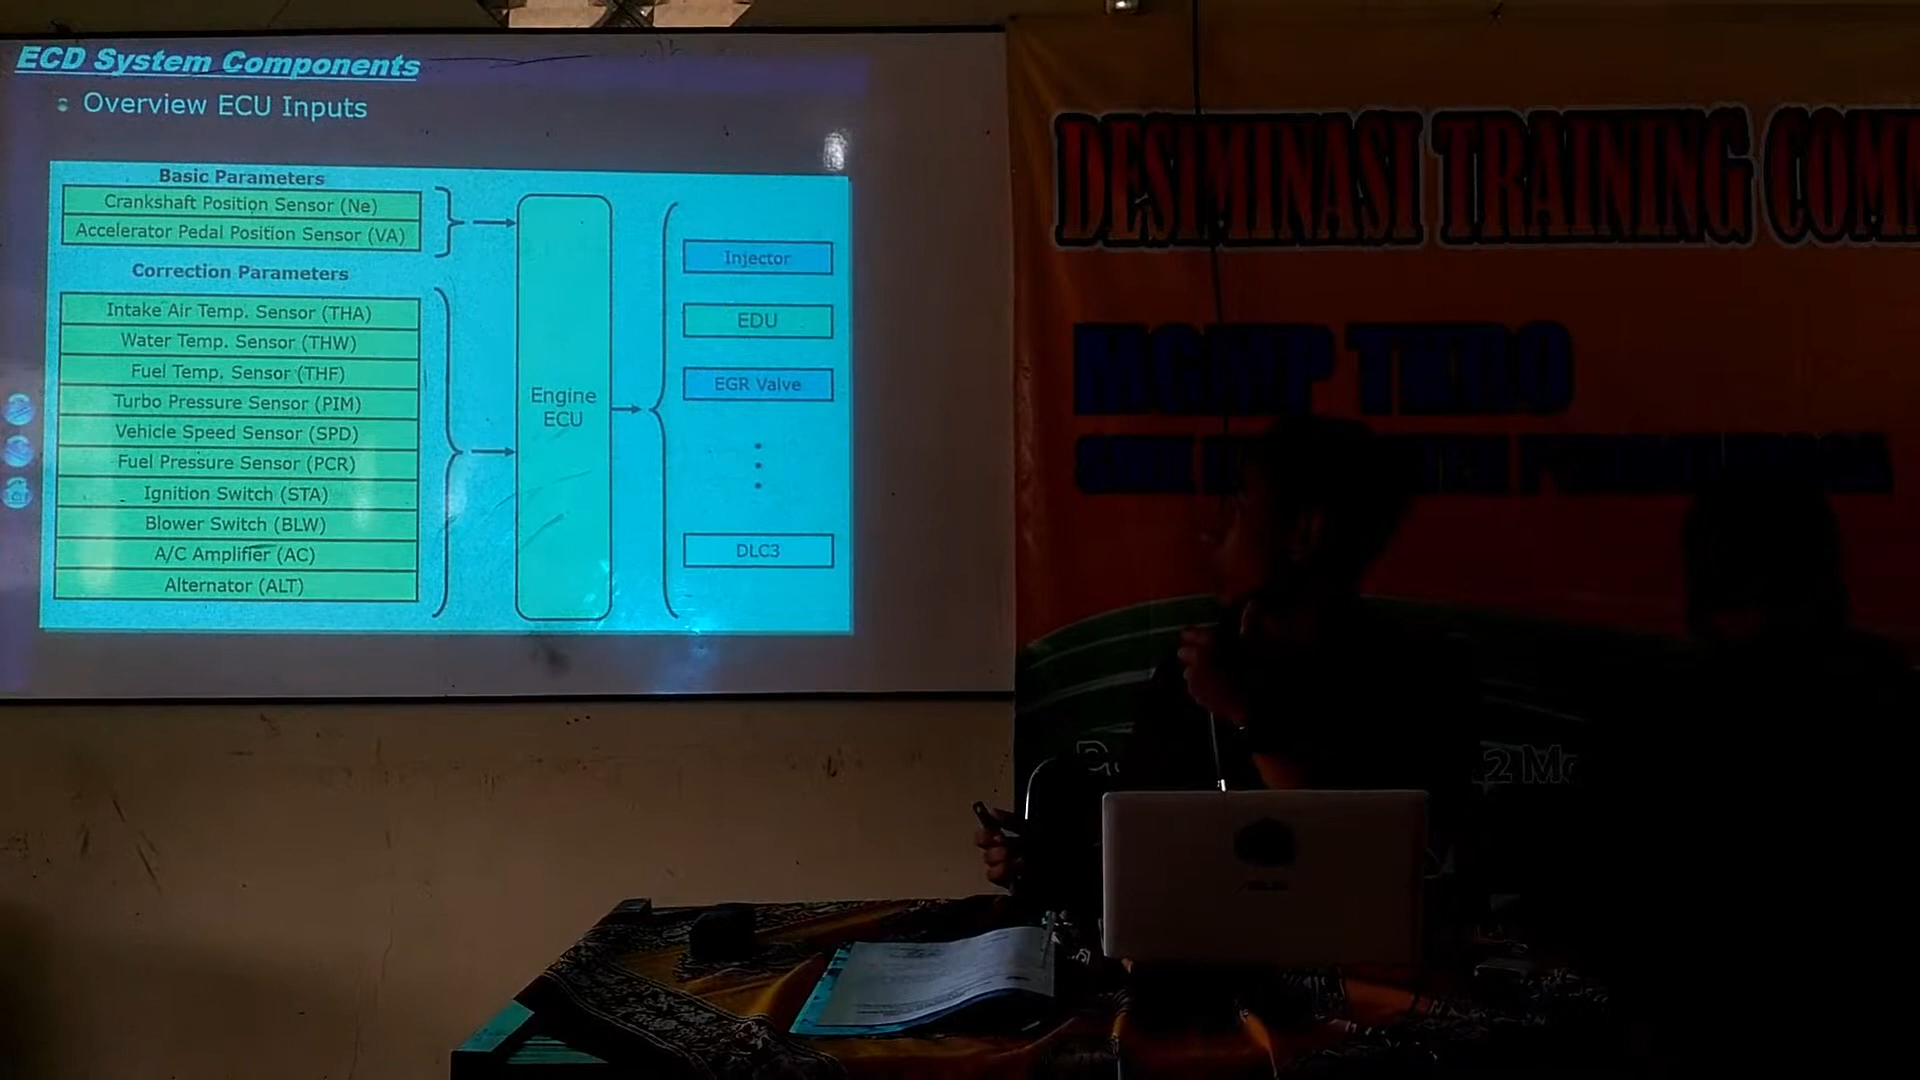 ECD System Components
Overview ECU Inputs
Basic Parameters
Crankshaft Position Sensor (Ne)
Accelerator Pedal Position Sensor (VA)
Correction Parameters
Intake Air Temp. Sensor (THA)
Water Temp. Sensor (THW)
Fuel Temp. Sensor (THF)
Turbo Pressure Sensor (PIM)
Vehicle Speed Sensor (SPD)
Fuel Pressure Sensor (PCR)
Ignition Switch (STA)
Blower Switch (BLW)
A/C Amplifier (AC)
Alternator (ALT)
Engine
ECU
Injector
EDU
EGR Valve
DLC3
DESIMINASI TRAINING
MGMP TKRO